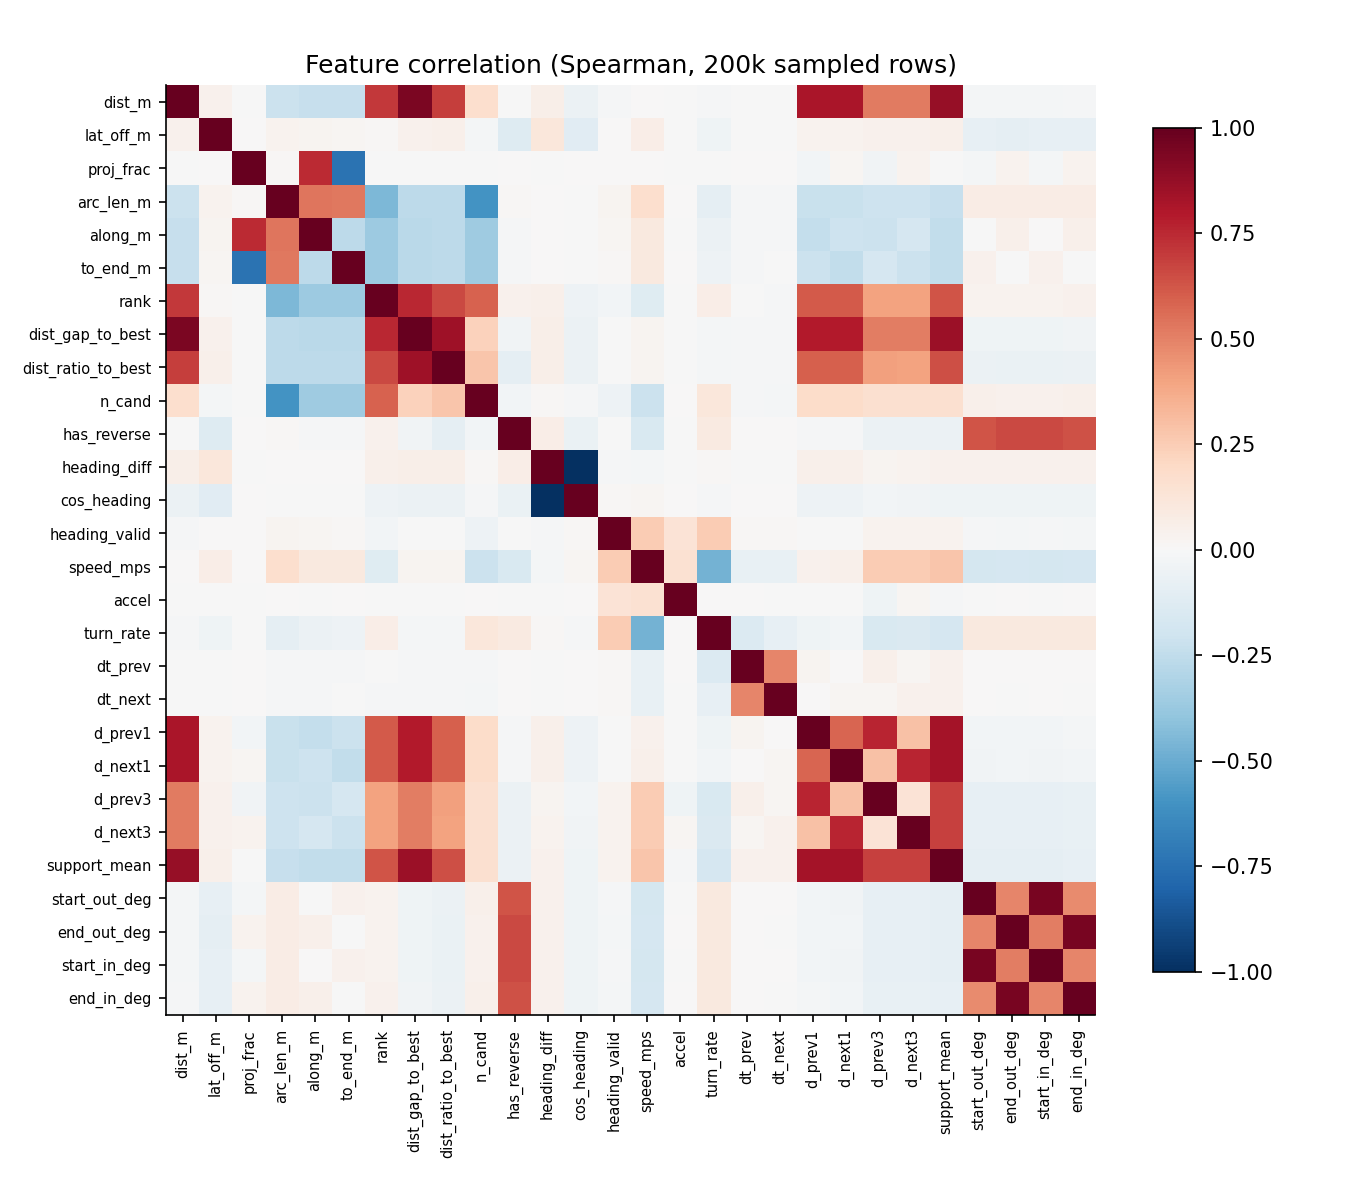 Feature correlation (Spearman, 200k sampled rows)
dist_m
lat_off_m
proj_frac
arc_len_m
along_m
to_end_m
rank
dist_gap_to_best
dist_ratio_to_best
n_cand
has_reverse
heading_diff
cos_heading
heading_valid
speed_mps
accel
turn_rate
dt_prev
dt_next
d_prev1
d_next1
d_prev3
d_next3
support_mean
start_out_deg
end_out_deg
start_in_deg
end_in_deg
dist_m
lat_off_m
proj_frac
arc_len_m
along_m
to_end_m
rank
dist_gap_to_best
dist_ratio_to_best
n_cand
has_reverse
heading_diff
cos_heading
heading_valid
speed_mps
accel
turn_rate
dt_prev
dt_next
d_prev1
d_next1
d_prev3
d_next3
support_mean
start_out_deg
end_out_deg
start_in_deg
end_in_deg
1.00
0.75
0.50
0.25
0.00
−0.25
−0.50
−0.75
−1.00